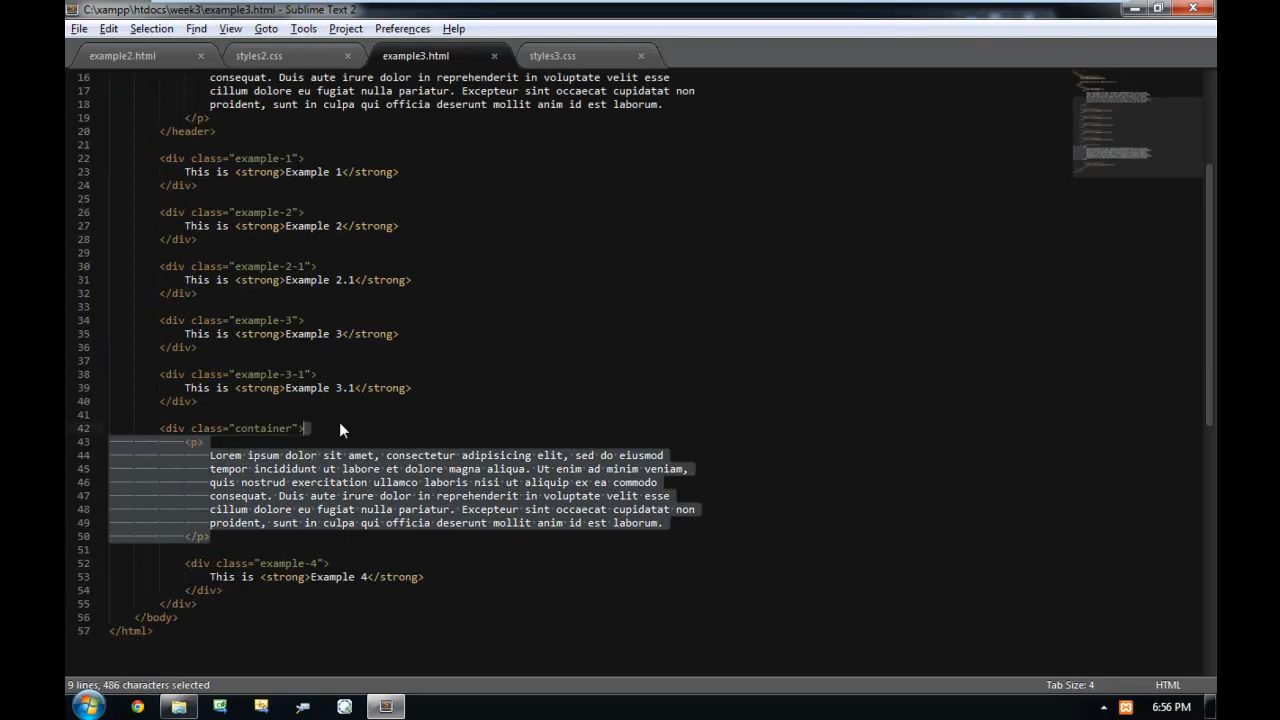 C:\xampp\htdocs\week3\example3.html - Sublime Text 2
File Edit Selection Find View Goto Tools Project Preferences Help
example2.html styles2.css example3.html styles3.css
16 consequat. Duis aute irure dolor in reprehenderit in voluptate velit esse
17 cillum dolore eu fugiat nulla pariatur. Excepteur sint occaecat cupidatat non
18 proident, sunt in culpa qui officia deserunt mollit anim id est laborum.
19 </p>
20 </header>
21
22 <div class="example-1">
23 This is <strong>Example 1</strong>
24 </div>
25
26 <div class="example-2">
27 This is <strong>Example 2</strong>
28 </div>
29
30 <div class="example-2-1">
31 This is <strong>Example 2.1</strong>
32 </div>
33
34 <div class="example-3">
35 This is <strong>Example 3</strong>
36 </div>
37
38 <div class="example-3-1">
39 This is <strong>Example 3.1</strong>
40 </div>
41
42 <div class="container">
43 <p>
44 Lorem ipsum dolor sit amet, consectetur adipisicing elit, sed do eiusmod
45 tempor incididunt ut labore et dolore magna aliqua. Ut enim ad minim veniam,
46 quis nostrud exercitation ullamco laboris nisi ut aliquip ex ea commodo
47 consequat. Duis aute irure dolor in reprehenderit in voluptate velit esse
48 cillum dolore eu fugiat nulla pariatur. Excepteur sint occaecat cupidatat non
49 proident, sunt in culpa qui officia deserunt mollit anim id est laborum.
50 </p>
51
52 <div class="example-4">
53 This is <strong>Example 4</strong>
54 </div>
55 </div>
56 </body>
57 </html>
9 lines, 486 characters selected Tab Size: 4 HTML
6:56 PM